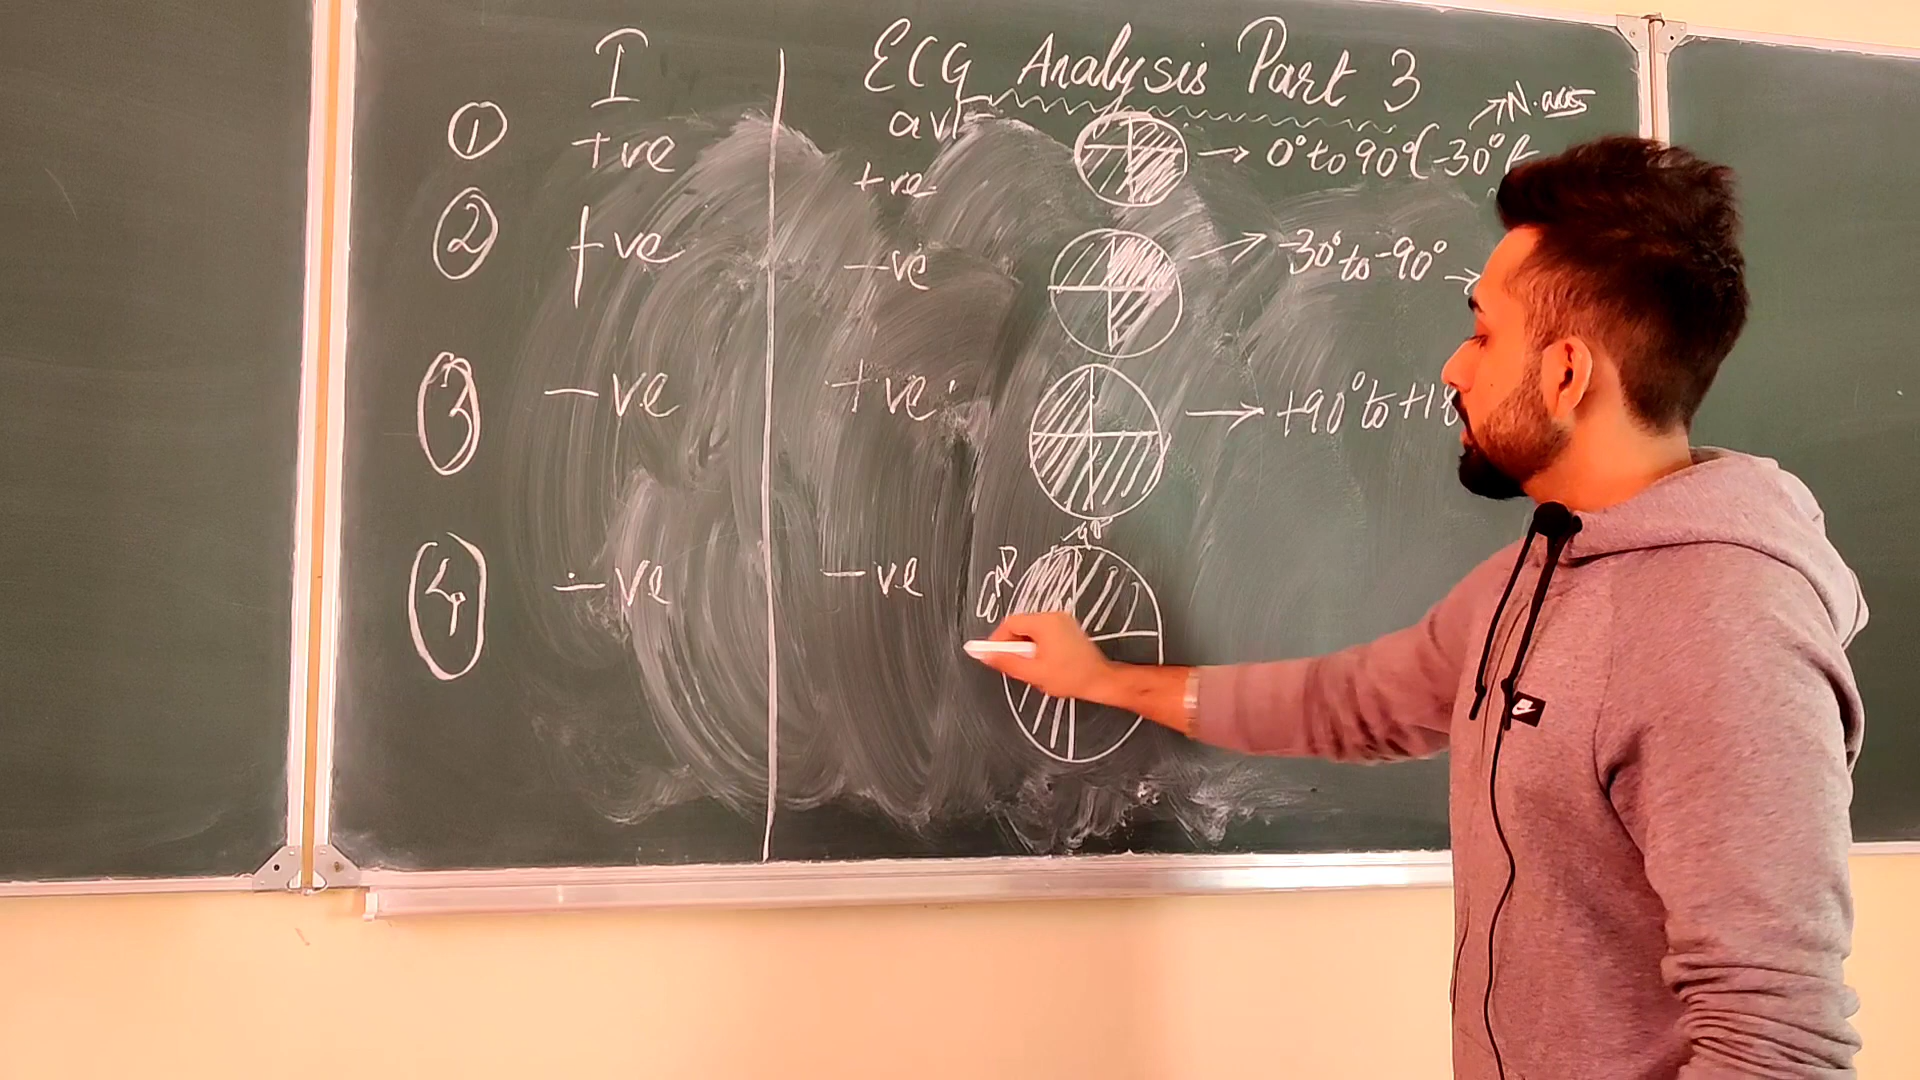 I ECG Analysis Part 3
N. axis
① +ve aVF +ve → 0° to 90° (-30° t
② +ve -ve → -30° to -90° →
③ -ve +ve → +90° to +18
-90°
④ -ve -ve